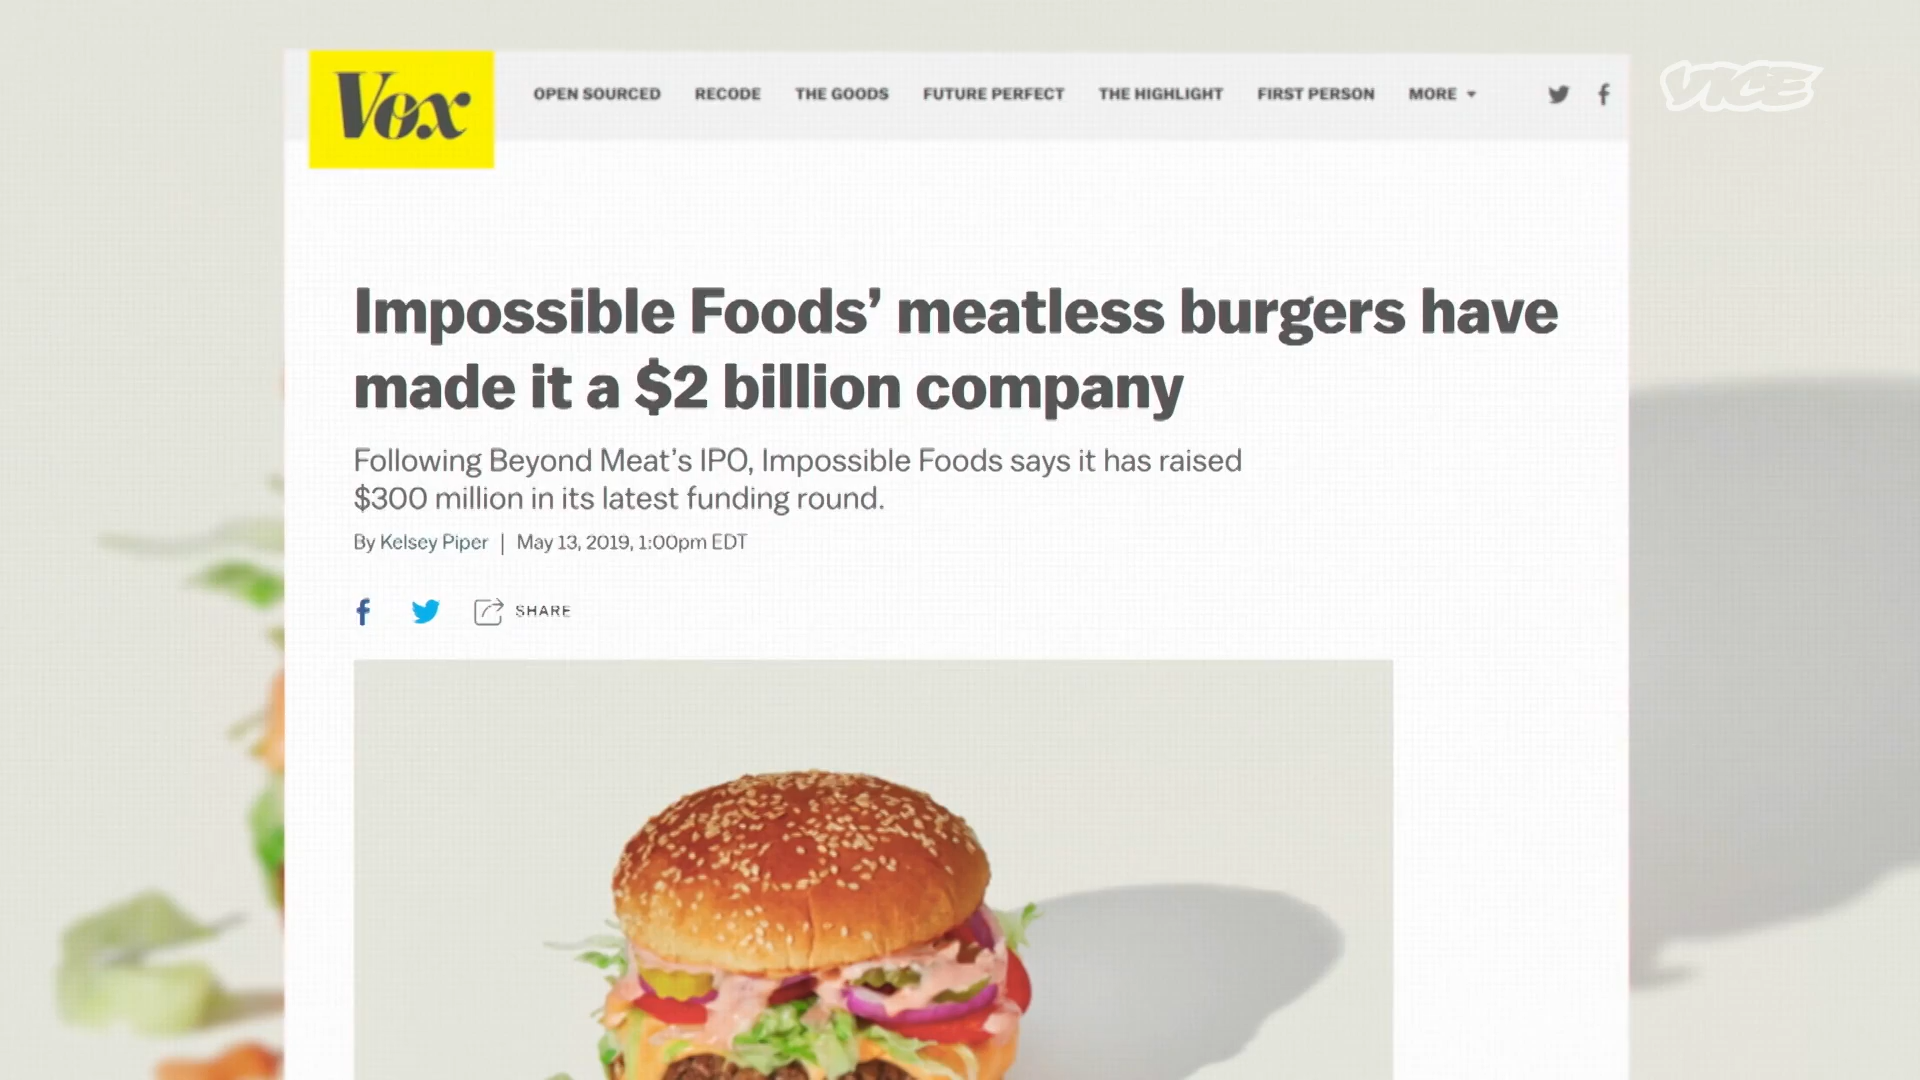 Vox
OPEN SOURCED RECODE THE GOODS FUTURE PERFECT THE HIGHLIGHT FIRST PERSON MORE
VICE
Impossible Foods’ meatless burgers have
made it a $2 billion company
Following Beyond Meat’s IPO, Impossible Foods says it has raised
$300 million in its latest funding round.
By Kelsey Piper | May 13, 2019, 1:00pm EDT
SHARE